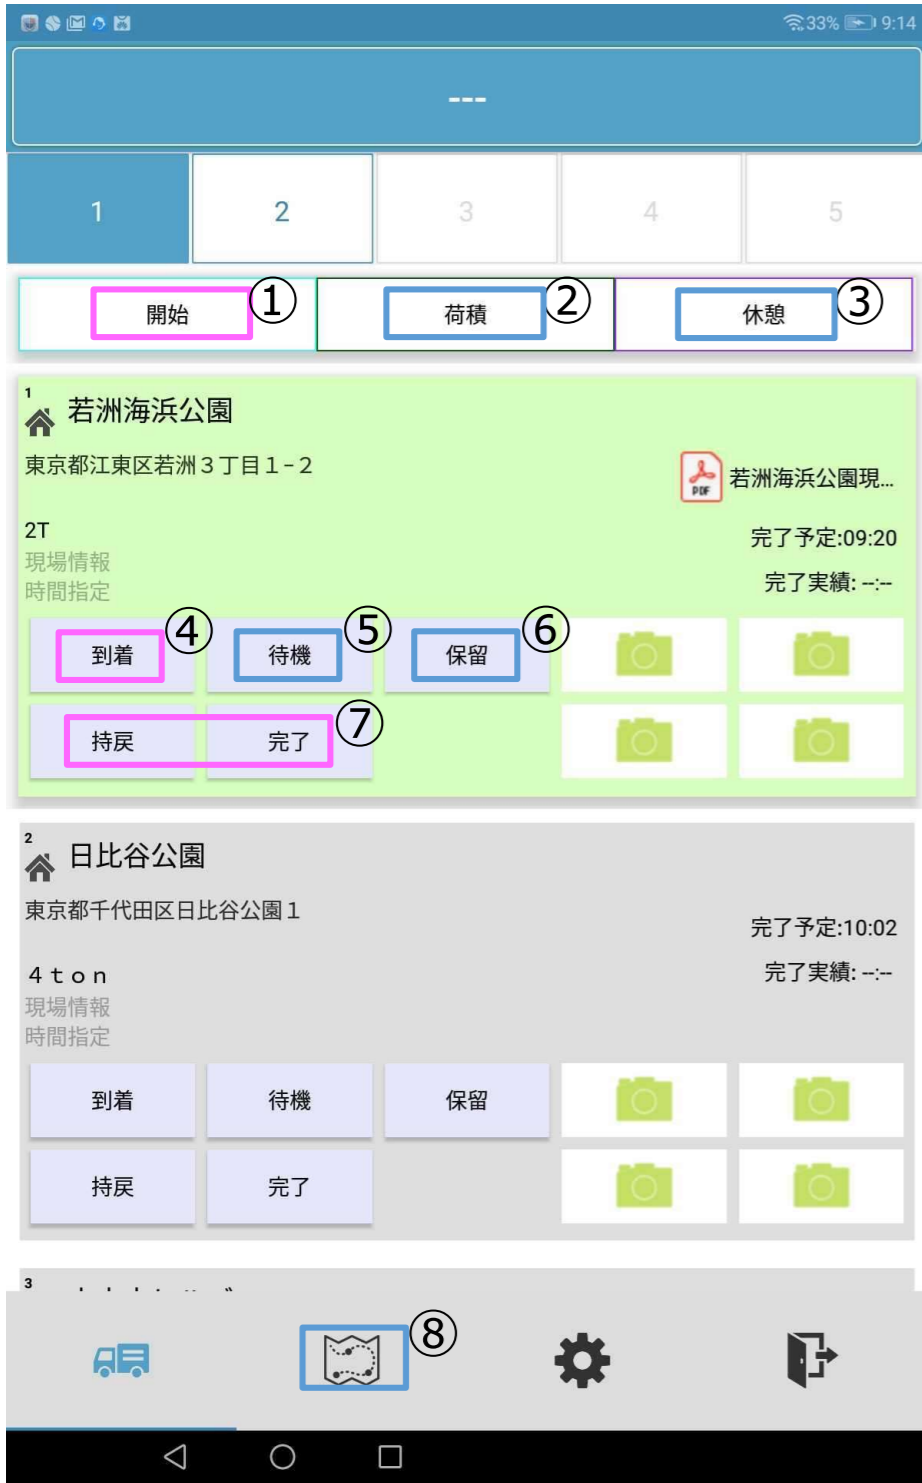 33% 9:14
---
1 2 3 4 5
開始 ① 荷積 ② 休憩 ③
1
若洲海浜公園
東京都江東区若洲3丁目1-2
PDF 若洲海浜公園現...
2T
完了予定:09:20
現場情報
完了実績: --:--
時間指定
到着 ④ 待機 ⑤ 保留 ⑥
持戻 完了 ⑦
2
日比谷公園
東京都千代田区日比谷公園1
完了予定:10:02
4ton
完了実績: --:--
現場情報
時間指定
到着 待機 保留
持戻 完了
3
⑧